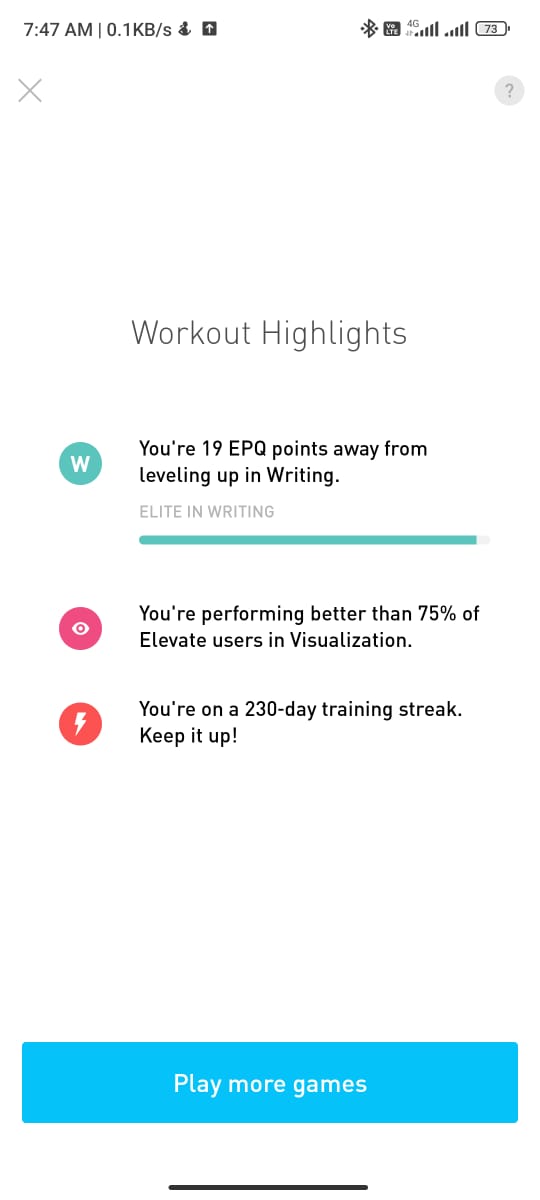 7:47 AM | 0.1KB/s
Vo LTE 4G 73
?
Workout Highlights
W
You're 19 EPQ points away from
leveling up in Writing.
ELITE IN WRITING
You're performing better than 75% of
Elevate users in Visualization.
You're on a 230-day training streak.
Keep it up!
Play more games